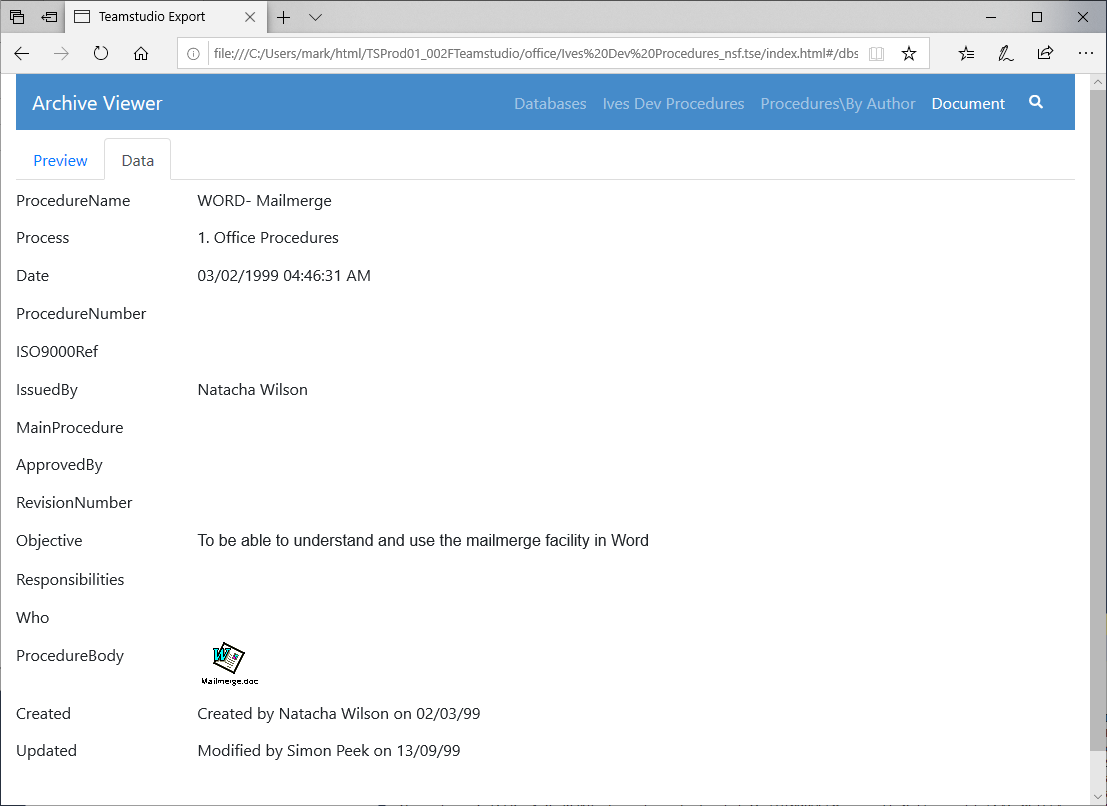 Teamstudio Export
file:///C:/Users/mark/html/TSProd01_002FTeamstudio/office/Ives%20Dev%20Procedures_nsf.tse/index.html#/dbs
Archive Viewer Databases Ives Dev Procedures Procedures\By Author Document
Preview Data
ProcedureName WORD- Mailmerge
Process 1. Office Procedures
Date 03/02/1999 04:46:31 AM
ProcedureNumber
ISO9000Ref
IssuedBy Natacha Wilson
MainProcedure
ApprovedBy
RevisionNumber
Objective To be able to understand and use the mailmerge facility in Word
Responsibilities
Who
ProcedureBody
W
Mailmerge.doc
Created Created by Natacha Wilson on 02/03/99
Updated Modified by Simon Peek on 13/09/99